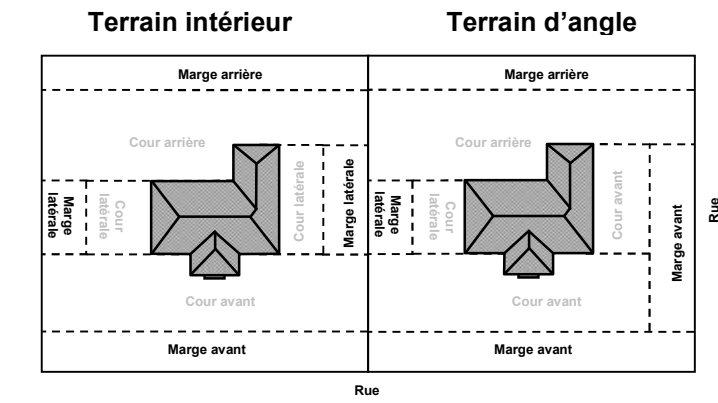 Terrain intérieur
Terrain d'angle
Marge arrière
Marge arrière
Cour arrière
Cour arrière
Marge
latérale
Cour
latérale
Cour latérale
Marge latérale
Marge
latérale
Cour
latérale
Cour avant
Marge avant
Rue
Cour avant
Cour avant
Marge avant
Marge avant
Rue